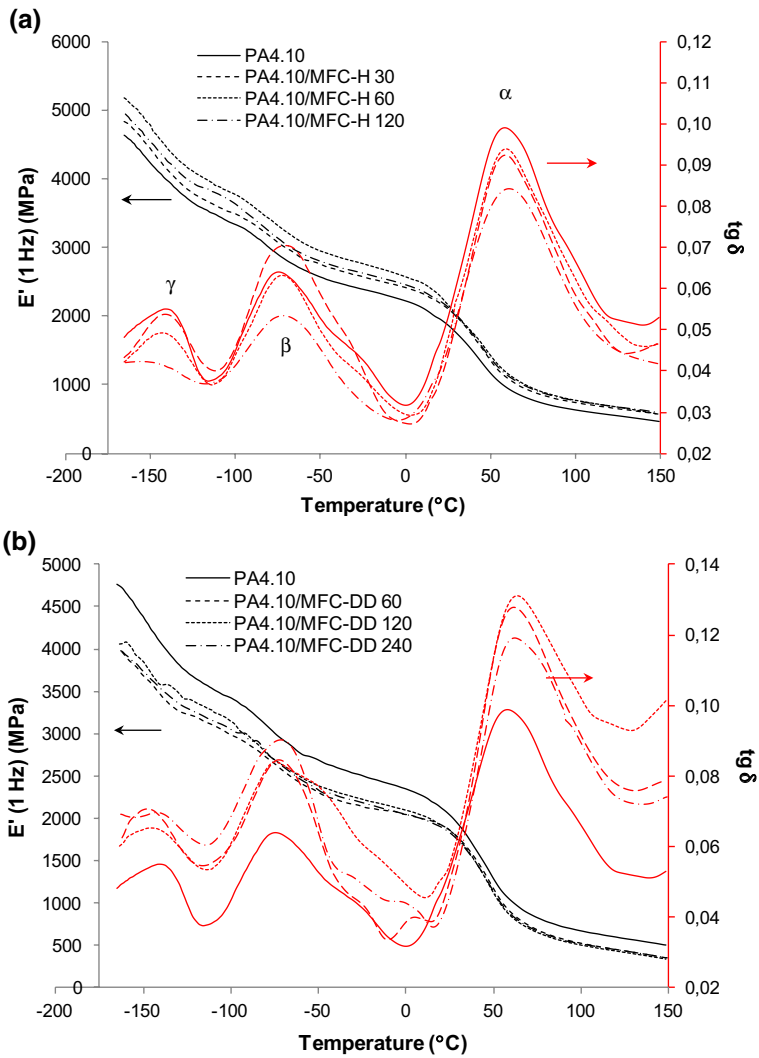 (a)
6000
5000
4000
3000
2000
1000
0
E' (1 Hz) (MPa)
PA4.10
PA4.10/MFC-H 30
PA4.10/MFC-H 60
PA4.10/MFC-H 120
α
γ
β
0,12
0,11
0,10
0,09
0,08
0,07
0,06
0,05
0,04
0,03
0,02
tg δ
-200 -150 -100 -50 0 50 100 150
Temperature (°C)
(b)
5000
4500
4000
3500
3000
2500
2000
1500
1000
500
0
E' (1 Hz) (MPa)
PA4.10
PA4.10/MFC-DD 60
PA4.10/MFC-DD 120
PA4.10/MFC-DD 240
0,14
0,12
0,10
0,08
0,06
0,04
0,02
tg δ
-200 -150 -100 -50 0 50 100 150
Temperature (°C)